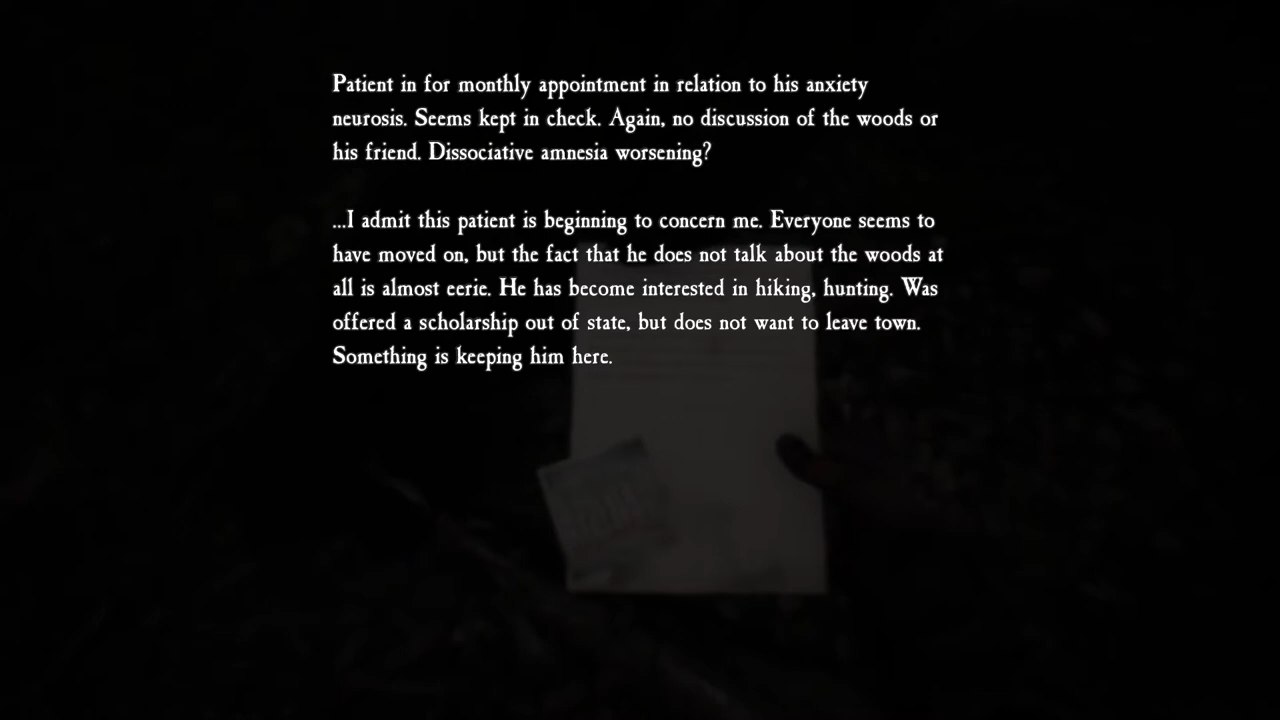 Patient in for monthly appointment in relation to his anxiety
neurosis. Seems kept in check. Again, no discussion of the woods or
his friend. Dissociative amnesia worsening?
...I admit this patient is beginning to concern me. Everyone seems to
have moved on, but the fact that he does not talk about the woods at
all is almost eerie. He has become interested in hiking, hunting. Was
offered a scholarship out of state, but does not want to leave town.
Something is keeping him here.